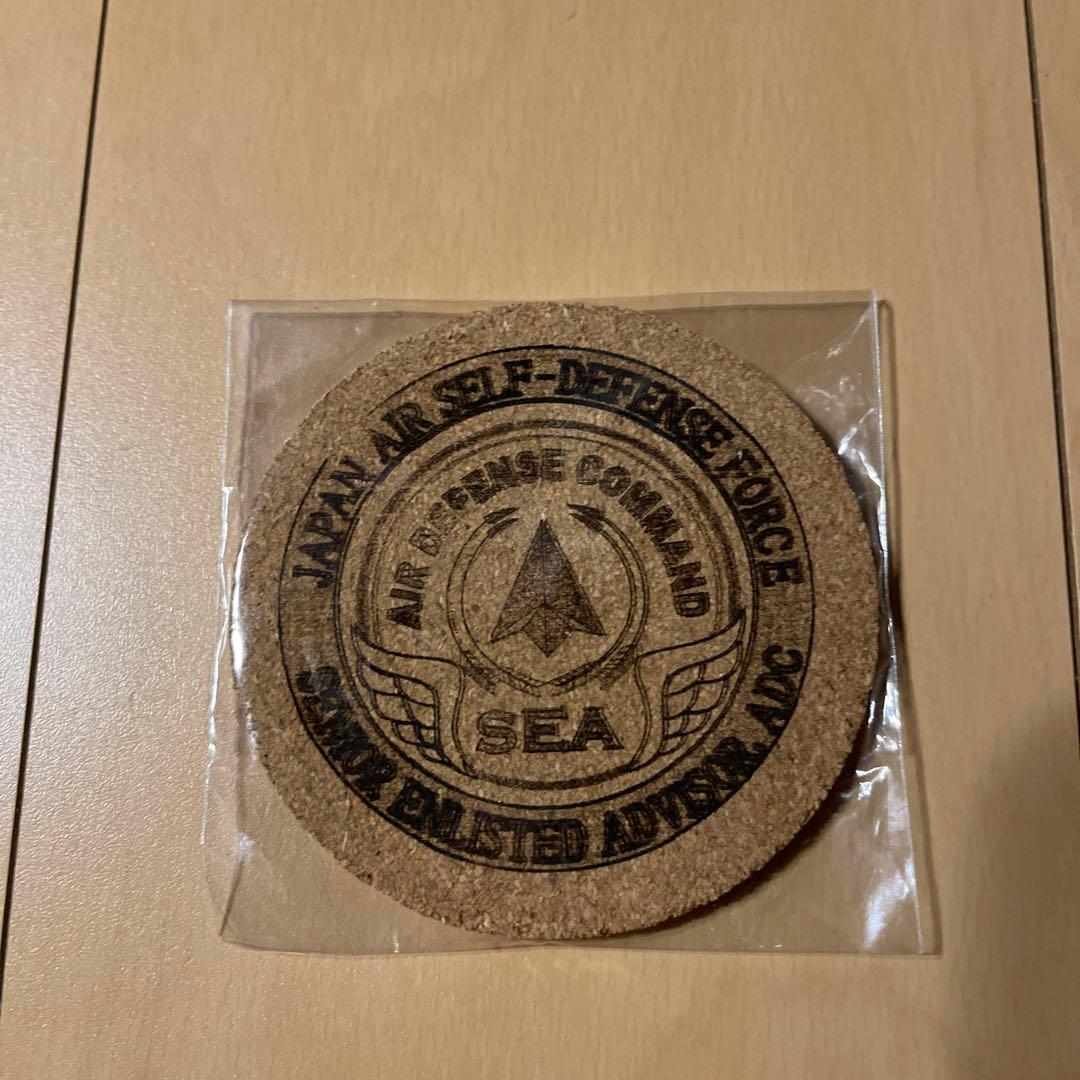 JAPAN AIR SELF-DEFENSE FORCE
AIR DEFENSE COMMAND
SEA
SENIOR ENLISTED ADVISOR, ADC